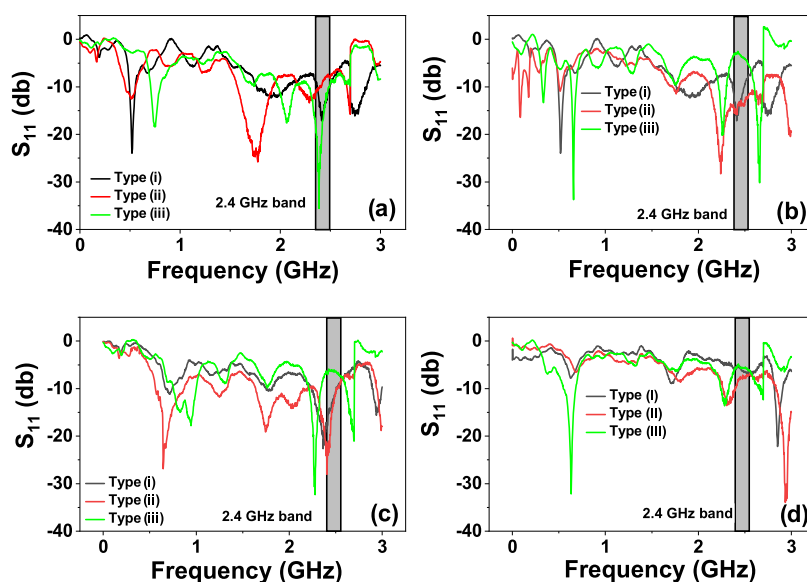 0
-10
-20
-30
-40
S11 (db)
Type (i)
Type (ii)
Type (iii)
2.4 GHz band
(a)
0 1 2 3
Frequency (GHz)
0
-10
-20
-30
-40
S11 (db)
Type (i)
Type (ii)
Type (iii)
2.4 GHz band
(b)
0 1 2 3
Frequency (GHz)
0
-10
-20
-30
-40
S11 (db)
Type (i)
Type (ii)
Type (iii)
2.4 GHz band
(c)
0 1 2 3
Frequency (GHz)
0
-10
-20
-30
-40
S11 (db)
Type (I)
Type (II)
Type (III)
2.4 GHz band
(d)
0 1 2 3
Frequency (GHz)